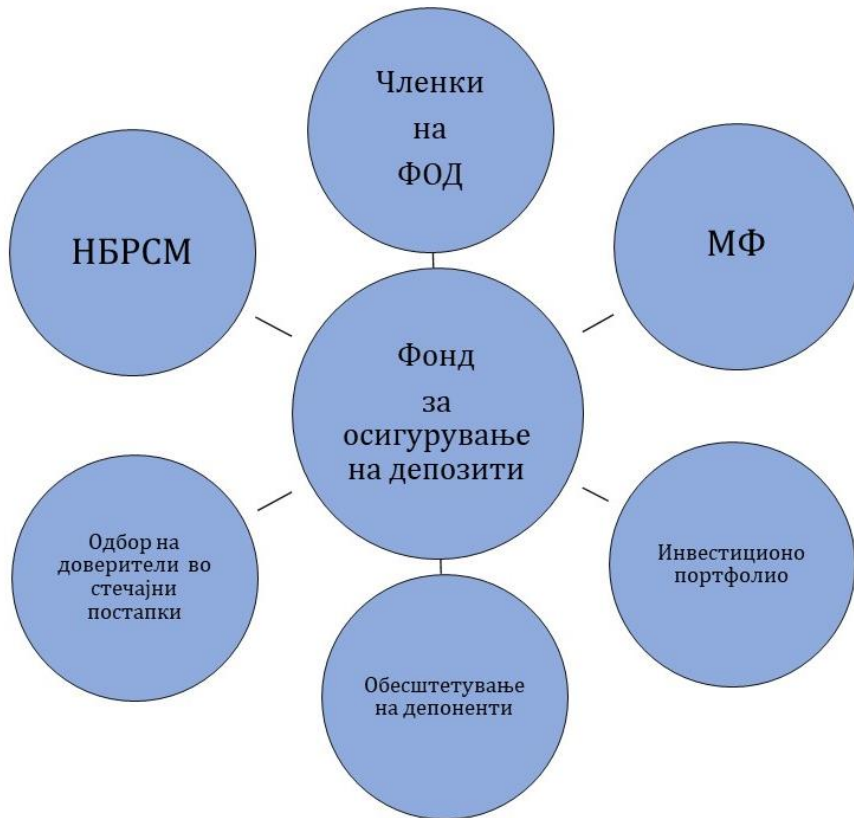 Членки
на
ФОД
НБРСМ
МФ
Фонд
за
осигурување
на депозити
Одбор на
доверители во
стечајни
постапки
Инвестиционо
портфолио
Обесштетување
на депоненти